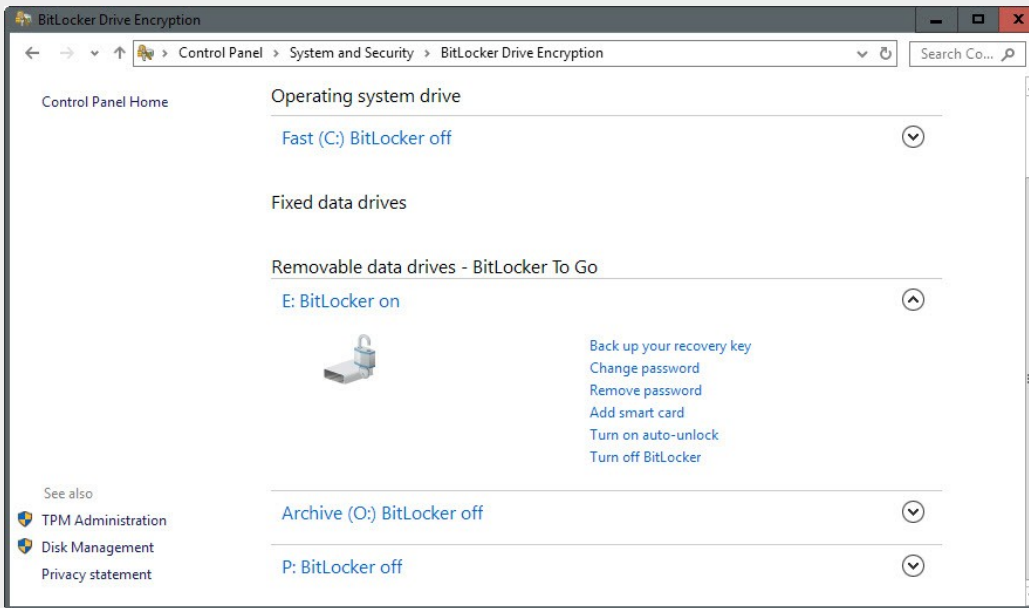 BitLocker Drive Encryption
Control Panel > System and Security > BitLocker Drive Encryption
Search Co...
Control Panel Home
Operating system drive
Fast (C:) BitLocker off
Fixed data drives
Removable data drives - BitLocker To Go
E: BitLocker on
Back up your recovery key
Change password
Remove password
Add smart card
Turn on auto-unlock
Turn off BitLocker
See also
TPM Administration
Disk Management
Privacy statement
Archive (O:) BitLocker off
P: BitLocker off